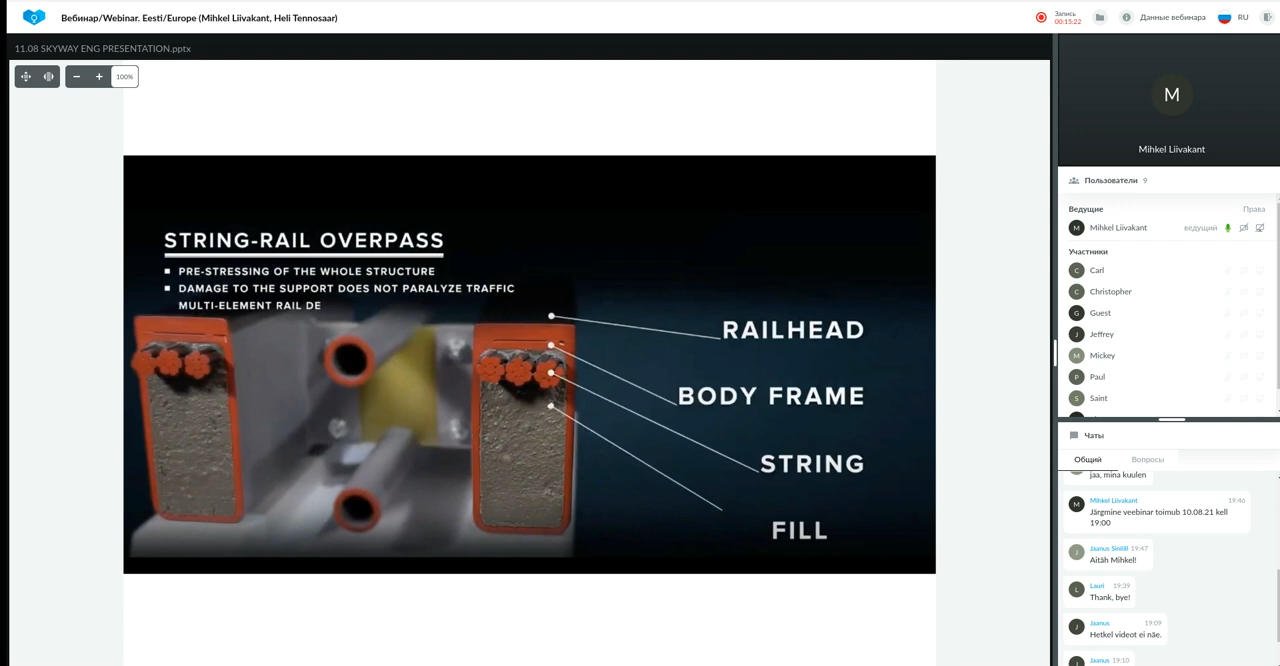 Вебинар/Webinar. Eesti/Europe (Mihkel Liivakant, Heli Tennosaar)
Запись
00:15:22
Данные вебинара
RU
11.08 SKYWAY ENG PRESENTATION.pptx
100%
STRING-RAIL OVERPASS
PRE-STRESSING OF THE WHOLE STRUCTURE
DAMAGE TO THE SUPPORT DOES NOT PARALYZE TRAFFIC
MULTI-ELEMENT RAIL DE
RAILHEAD
BODY FRAME
STRING
FILL
M
Mihkel Liivakant
Пользователи 9
Ведущие Права
M Mihkel Liivakant ведущий
Участники
C Carl
C Christopher
G Guest
J Jeffrey
M Mickey
P Paul
S Saint
Чаты
Общий Вопросы
jaa, mina kuulen
M Mihkel Liivakant 19:46
Järgmine veebinar toimub 10.08.21 kell
19:00
J Jaanus Sinilill 19:47
Aitäh Mihkel!
L Lauri 19:39
Thank, bye!
J Jaanus 19:09
Hetkel videot ei näe.
J Jaanus 19:10